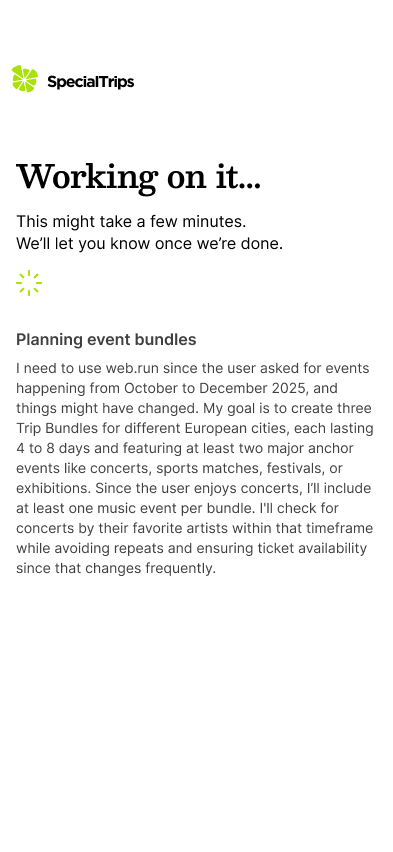 SpecialTrips
Working on it...
This might take a few minutes.
We’ll let you know once we’re done.
Planning event bundles
I need to use web.run since the user asked for events
happening from October to December 2025, and
things might have changed. My goal is to create three
Trip Bundles for different European cities, each lasting
4 to 8 days and featuring at least two major anchor
events like concerts, sports matches, festivals, or
exhibitions. Since the user enjoys concerts, I’ll include
at least one music event per bundle. I'll check for
concerts by their favorite artists within that timeframe
while avoiding repeats and ensuring ticket availability
since that changes frequently.